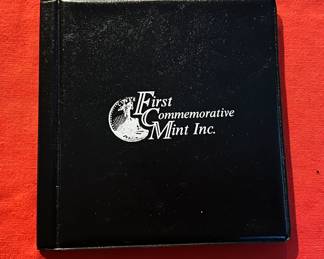 First
Commemorative
Mint Inc.